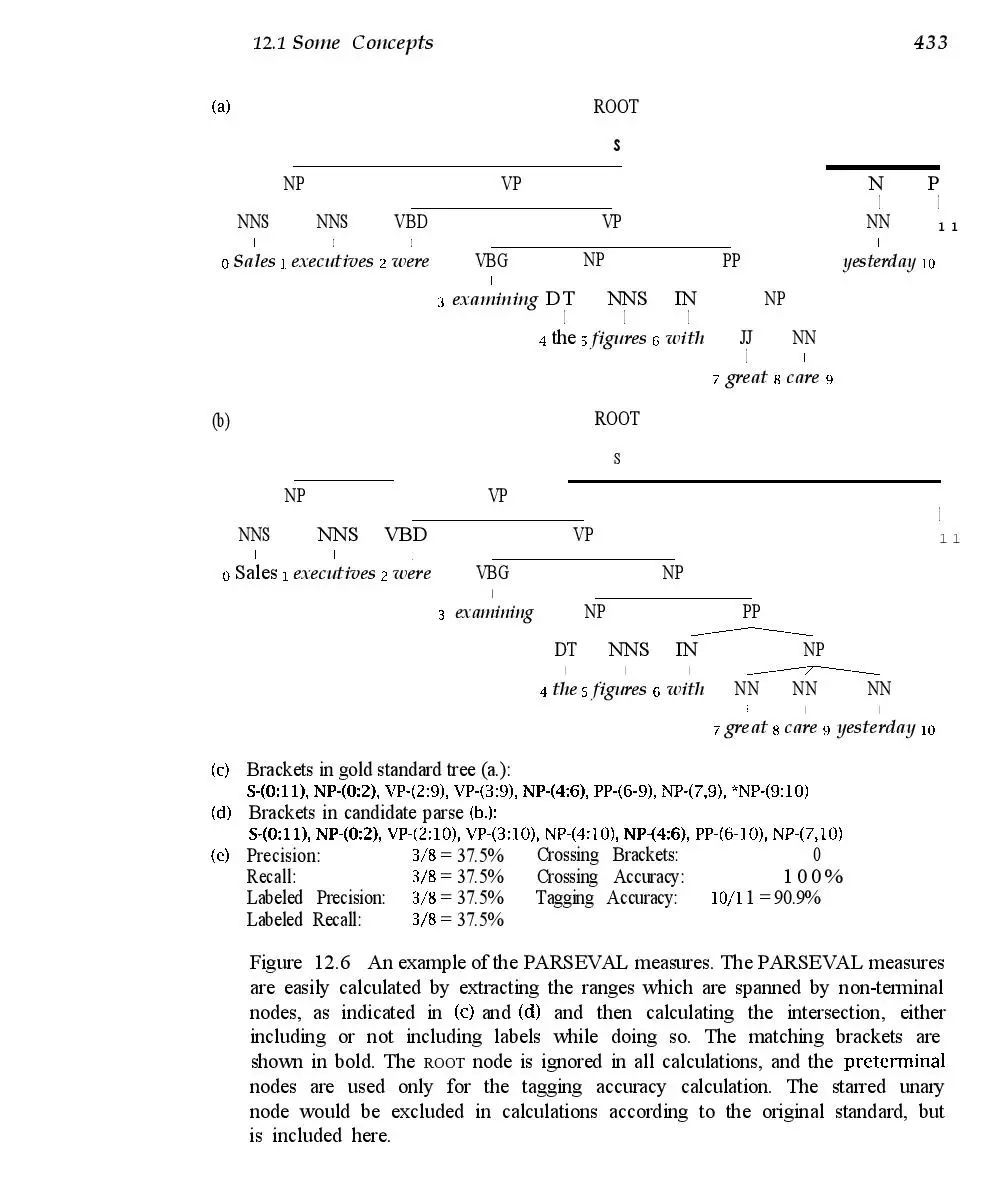 12.1 Some Concepts 433
(a) ROOT
S
NP VP N P
NNS NNS VBD VP NN 1 1
0 Sales 1 executives 2 were VBG NP PP yesterday 10
3 examining DT NNS IN NP
4 the 5 figures 6 with JJ NN
7 great 8 care 9
(b) ROOT
S
NP VP
NNS NNS VBD VP 1 1
0 Sales 1 executives 2 were VBG NP
3 examining NP PP
DT NNS IN NP
4 the 5 figures 6 with NN NN NN
7 great 8 care 9 yesterday 10
(c) Brackets in gold standard tree (a.):
S-(0:11), NP-(0:2), VP-(2:9), VP-(3:9), NP-(4:6), PP-(6-9), NP-(7,9), *NP-(9:10)
(d) Brackets in candidate parse (b.):
S-(0:11), NP-(0:2), VP-(2:10), VP-(3:10), NP-(4:10), NP-(4:6), PP-(6-10), NP-(7,10)
(e) Precision: 3/8 = 37.5% Crossing Brackets: 0
Recall: 3/8 = 37.5% Crossing Accuracy: 100%
Labeled Precision: 3/8 = 37.5% Tagging Accuracy: 10/11 = 90.9%
Labeled Recall: 3/8 = 37.5%
Figure 12.6 An example of the PARSEVAL measures. The PARSEVAL measures
are easily calculated by extracting the ranges which are spanned by non-terminal
nodes, as indicated in (c) and (d) and then calculating the intersection, either
including or not including labels while doing so. The matching brackets are
shown in bold. The ROOT node is ignored in all calculations, and the preterminal
nodes are used only for the tagging accuracy calculation. The starred unary
node would be excluded in calculations according to the original standard, but
is included here.